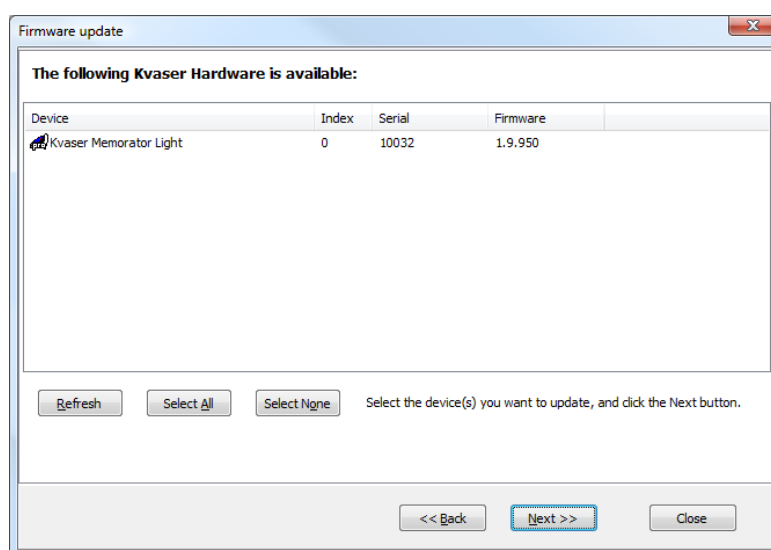 Firmware update
The following Kvaser Hardware is available:
Device Index Serial Firmware
Kvaser Memorator Light 0 10032 1.9.950
Refresh Select All Select None Select the device(s) you want to update, and click the Next button.
<< Back Next >> Close